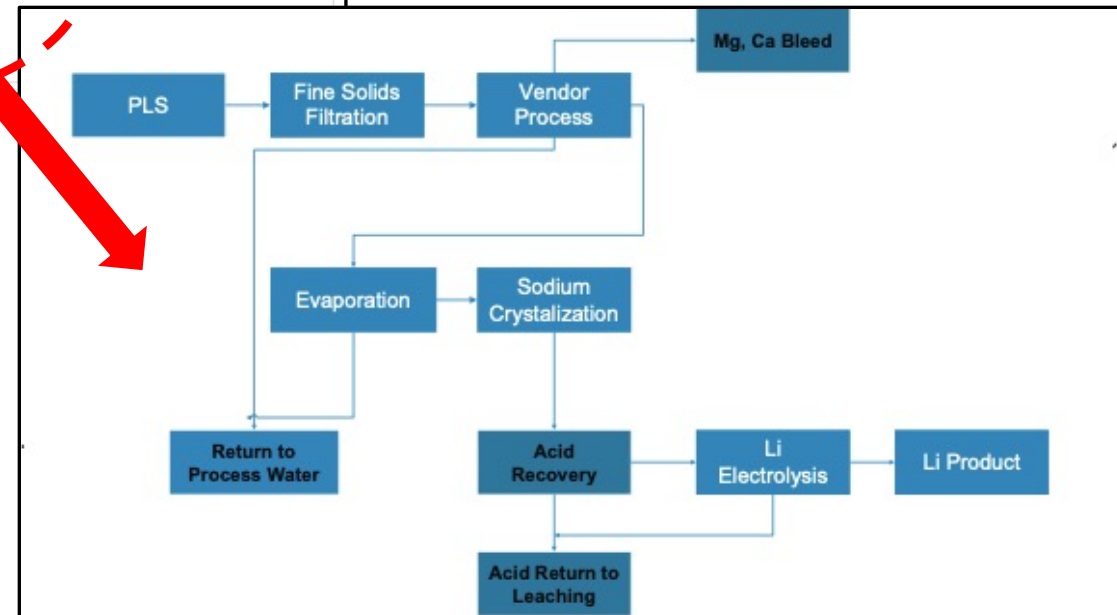 Mg, Ca Bleed
PLS
Fine Solids
Filtration
Vendor
Process
Evaporation
Sodium
Crystalization
Return to
Process Water
Acid
Recovery
Li
Electrolysis
Li Product
Acid Return to
Leaching